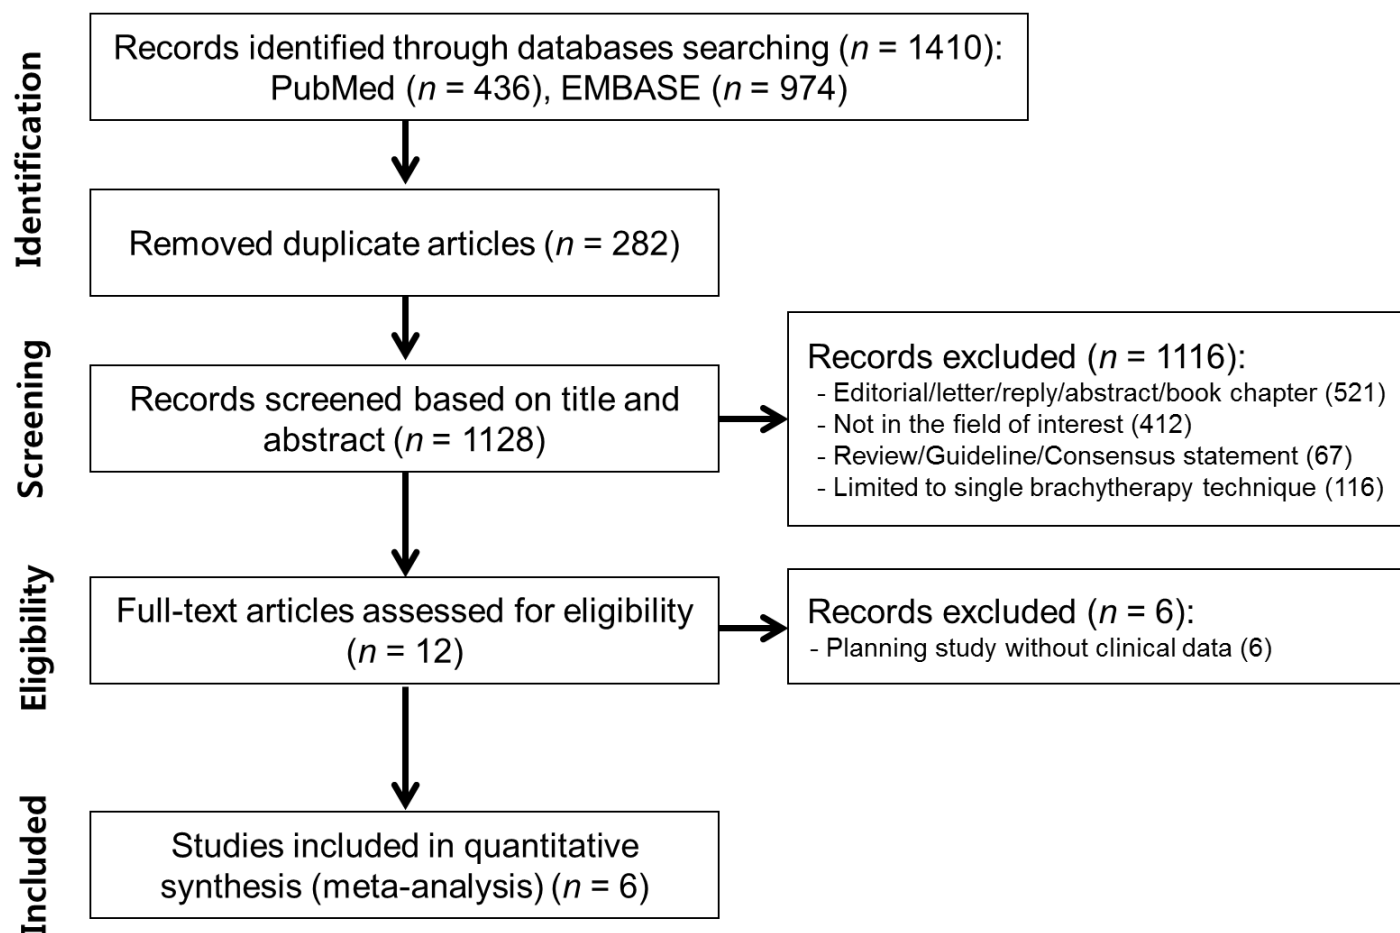 Identification
Records identified through databases searching (n = 1410):
PubMed (n = 436), EMBASE (n = 974)
Removed duplicate articles (n = 282)
Screening
Records screened based on title and
abstract (n = 1128)
Records excluded (n = 1116):
- Editorial/letter/reply/abstract/book chapter (521)
- Not in the field of interest (412)
- Review/Guideline/Consensus statement (67)
- Limited to single brachytherapy technique (116)
Eligibility
Full-text articles assessed for eligibility
(n = 12)
Records excluded (n = 6):
- Planning study without clinical data (6)
Included
Studies included in quantitative
synthesis (meta-analysis) (n = 6)